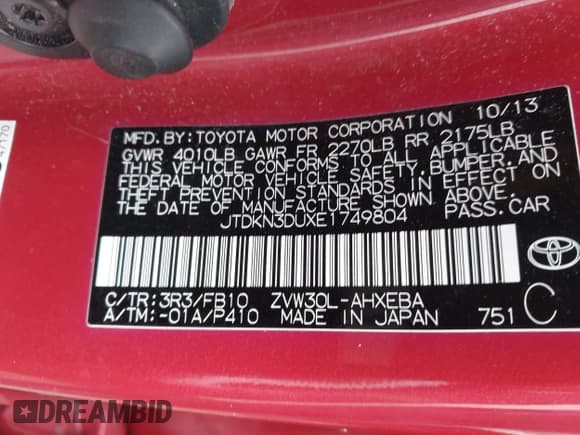 47170
10/13
MFD. BY: TOYOTA MOTOR CORPORATION
GVWR 4010LB GAWR FR 2270LB RR 2175LB
THIS VEHICLE CONFORMS TO ALL APPLICABLE
FEDERAL MOTOR VEHICLE SAFETY, BUMPER, AND
THEFT PREVENTION STANDARDS IN EFFECT ON
THE DATE OF MANUFACTURE SHOWN ABOVE.
JTDKN3DUXE1749804 PASS. CAR
C/TR: 3R3/FB10 ZVW30L-AHXEBA
A/TM: -01A/P410 MADE IN JAPAN 751 C
DREAMBID